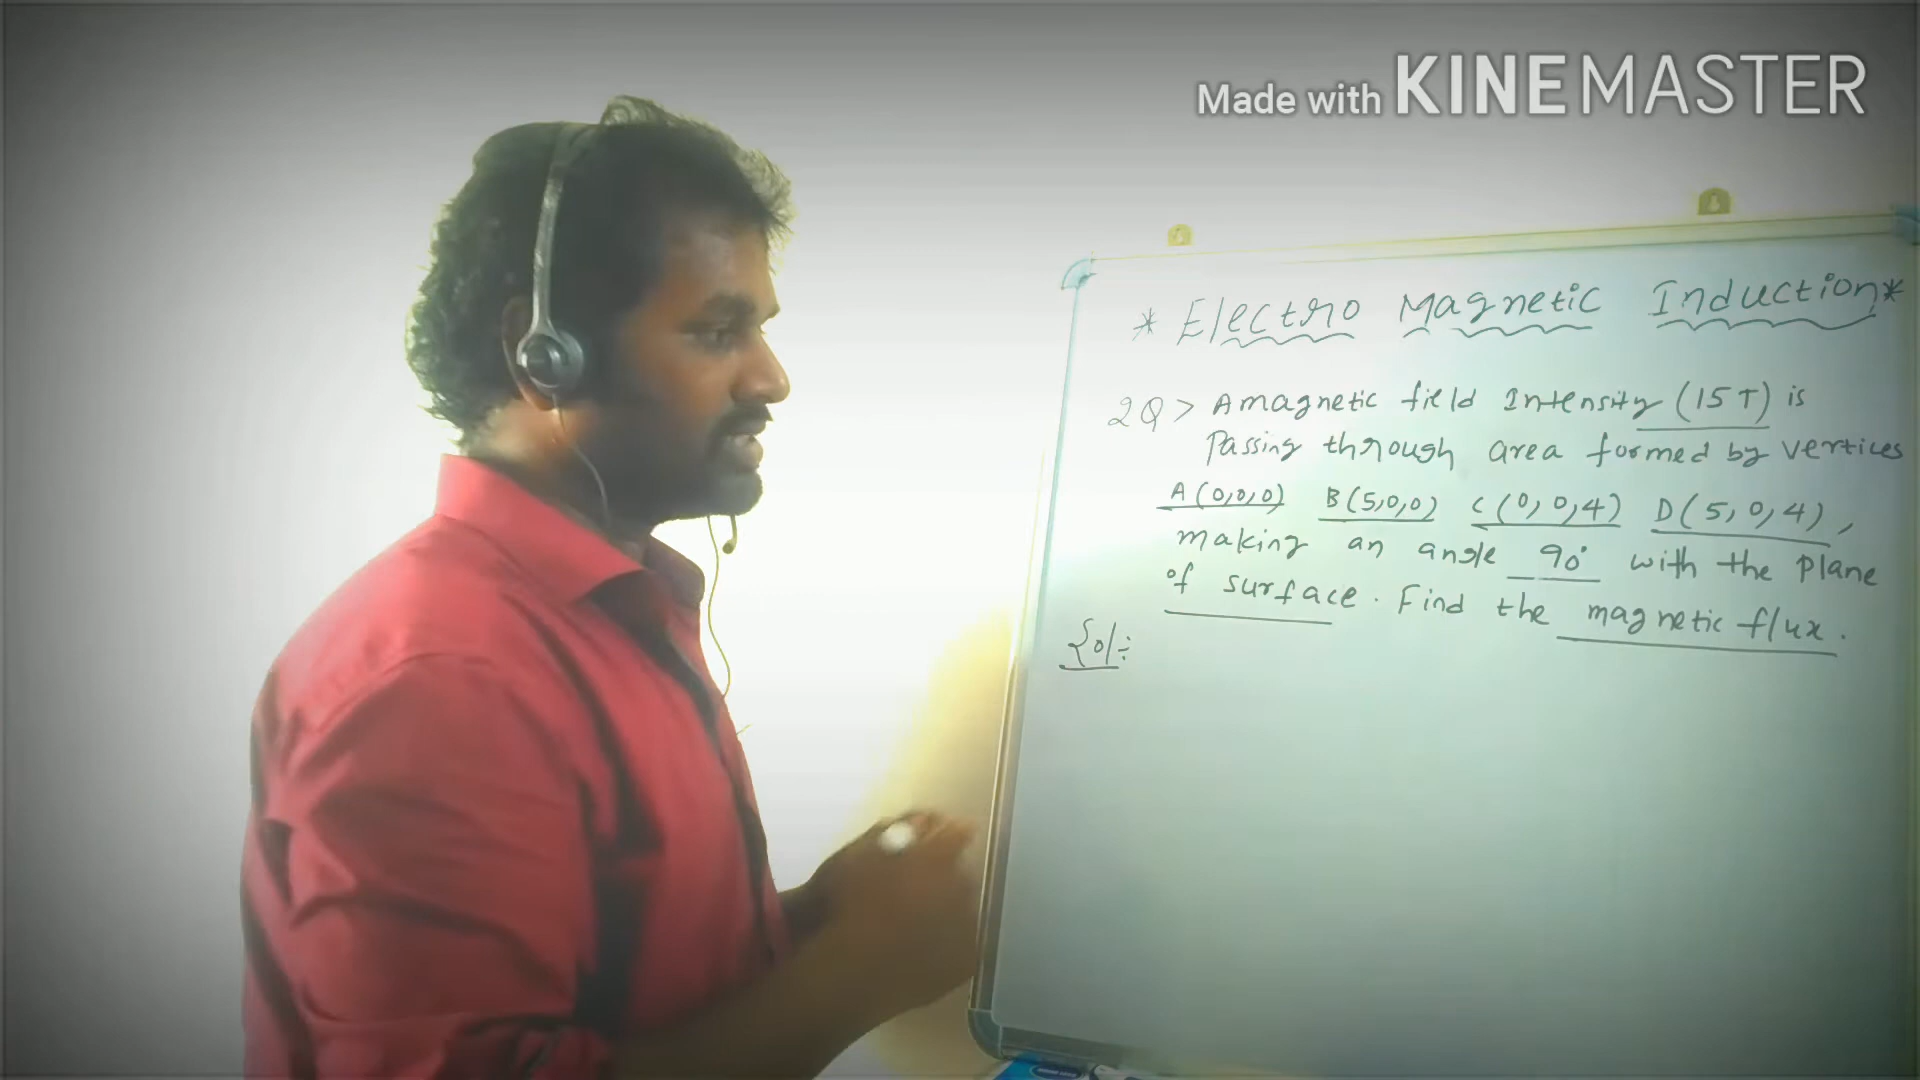 Made with KINEMASTER
* Electro Magnetic Induction *
2Q> A magnetic field Intensity (15T) is
Passing through area formed by vertices
A(0,0,0) B(5,0,0) C(0,0,4) D(5,0,4),
making an angle 90° with the plane
of surface. Find the magnetic flux.
Sol: